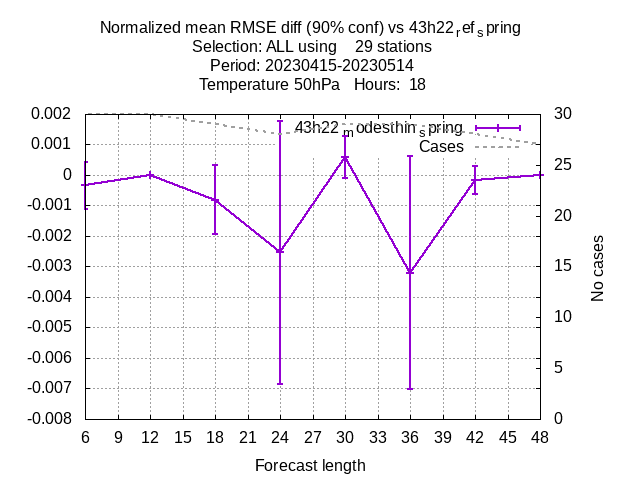 Normalized mean RMSE diff (90% conf) vs 43h22refspring
Selection: ALL using 29 stations
Period: 20230415-20230514
Temperature 50hPa Hours: 18
43h22modesthimspring
Cases
0.002
0.001
0
-0.001
-0.002
-0.003
-0.004
-0.005
-0.006
-0.007
-0.008
30
25
20
15
10
5
0
No cases
6 9 12 15 18 21 24 27 30 33 36 39 42 45 48
Forecast length